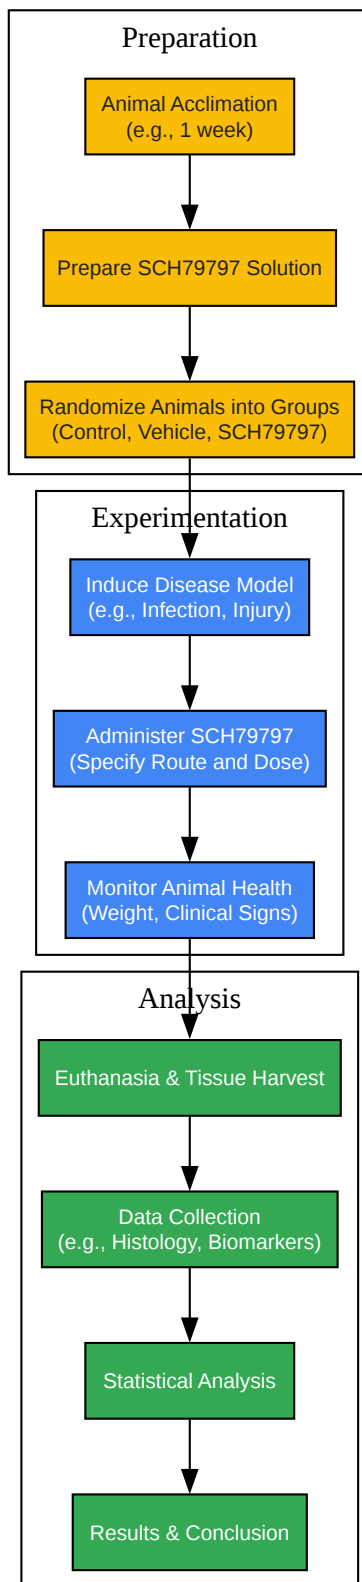 Preparation
Animal Acclimation
(e.g., 1 week)
Prepare SCH79797 Solution
Randomize Animals into Groups
(Control, Vehicle, SCH79797)
Experimentation
Induce Disease Model
(e.g., Infection, Injury)
Administer SCH79797
(Specify Route and Dose)
Monitor Animal Health
(Weight, Clinical Signs)
Analysis
Euthanasia & Tissue Harvest
Data Collection
(e.g., Histology, Biomarkers)
Statistical Analysis
Results & Conclusion